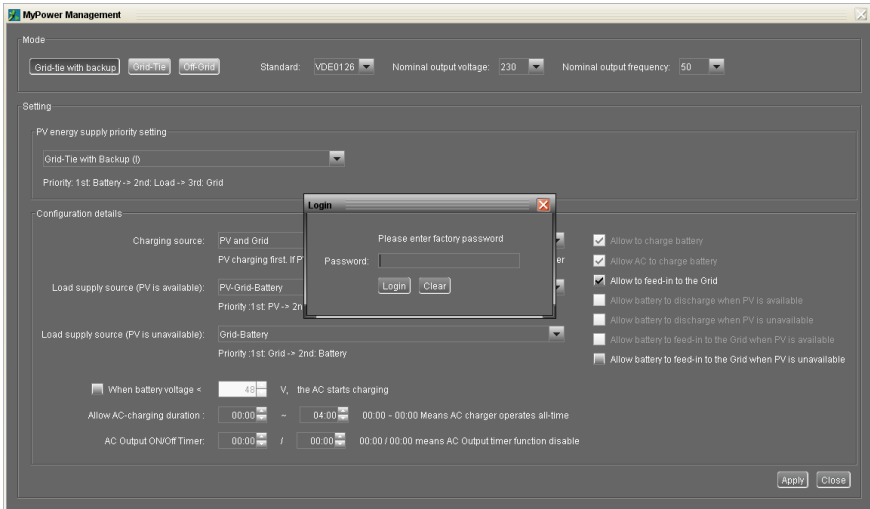 MyPower Management
Mode
Grid-tie with backup Grid-Tie Off-Grid Standard: VDE0126 Nominal output voltage: 230 Nominal output frequency: 50
Setting
PV energy supply priority setting
Grid-Tie with Backup (I)
Priority: 1st: Battery -> 2nd: Load -> 3rd: Grid
Configuration details
Login
Please enter factory password
Password:
Login Clear
Charging source: PV and Grid
PV charging first. If P er
Load supply source (PV is available): PV-Grid-Battery
Priority :1st: PV-> 2n
Load supply source (PV is unavailable): Grid-Battery
Priority :1st: Grid -> 2nd: Battery
Allow to charge battery
Allow AC to charge battery
Allow to feed-in to the Grid
Allow battery to discharge when PV is available
Allow battery to discharge when PV is unavailable
Allow battery to feed-in to the Grid when PV is available
Allow battery to feed-in to the Grid when PV is unavailable
When battery voltage < 48 V, the AC starts charging
Allow AC-charging duration : 00:00 ~ 04:00 00:00 - 00:00 Means AC charger operates all-time
AC Output ON/Off Timer: 00:00 / 00:00 00:00 / 00:00 means AC Output timer function disable
Apply Close